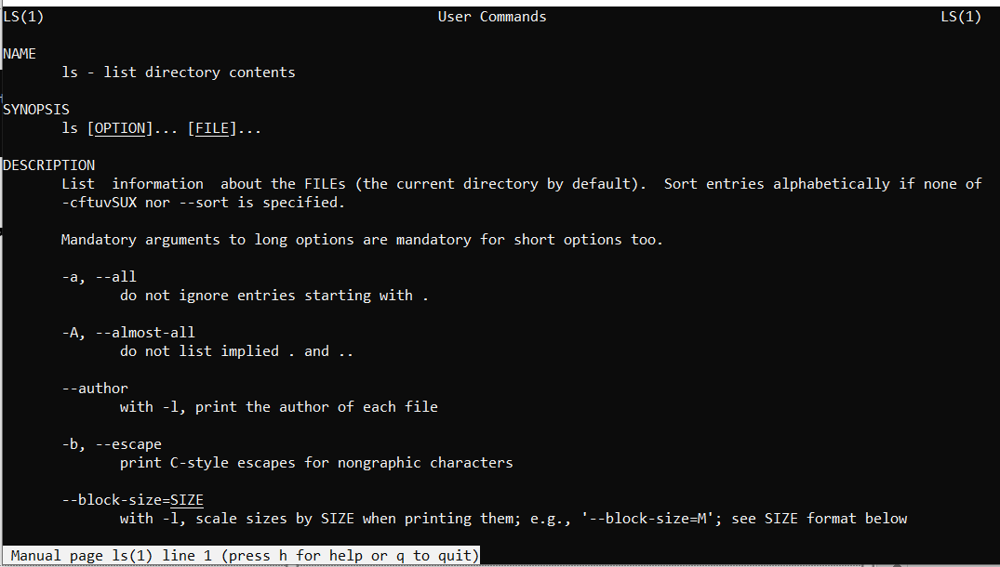 LS(1) User Commands LS(1)
NAME
ls - list directory contents
SYNOPSIS
ls [OPTION]... [FILE]...
DESCRIPTION
List information about the FILEs (the current directory by default). Sort entries alphabetically if none of
-cftuvSUX nor --sort is specified.
Mandatory arguments to long options are mandatory for short options too.
-a, --all
do not ignore entries starting with .
-A, --almost-all
do not list implied . and ..
--author
with -l, print the author of each file
-b, --escape
print C-style escapes for nongraphic characters
--block-size=SIZE
with -l, scale sizes by SIZE when printing them; e.g., '--block-size=M'; see SIZE format below
Manual page ls(1) line 1 (press h for help or q to quit)